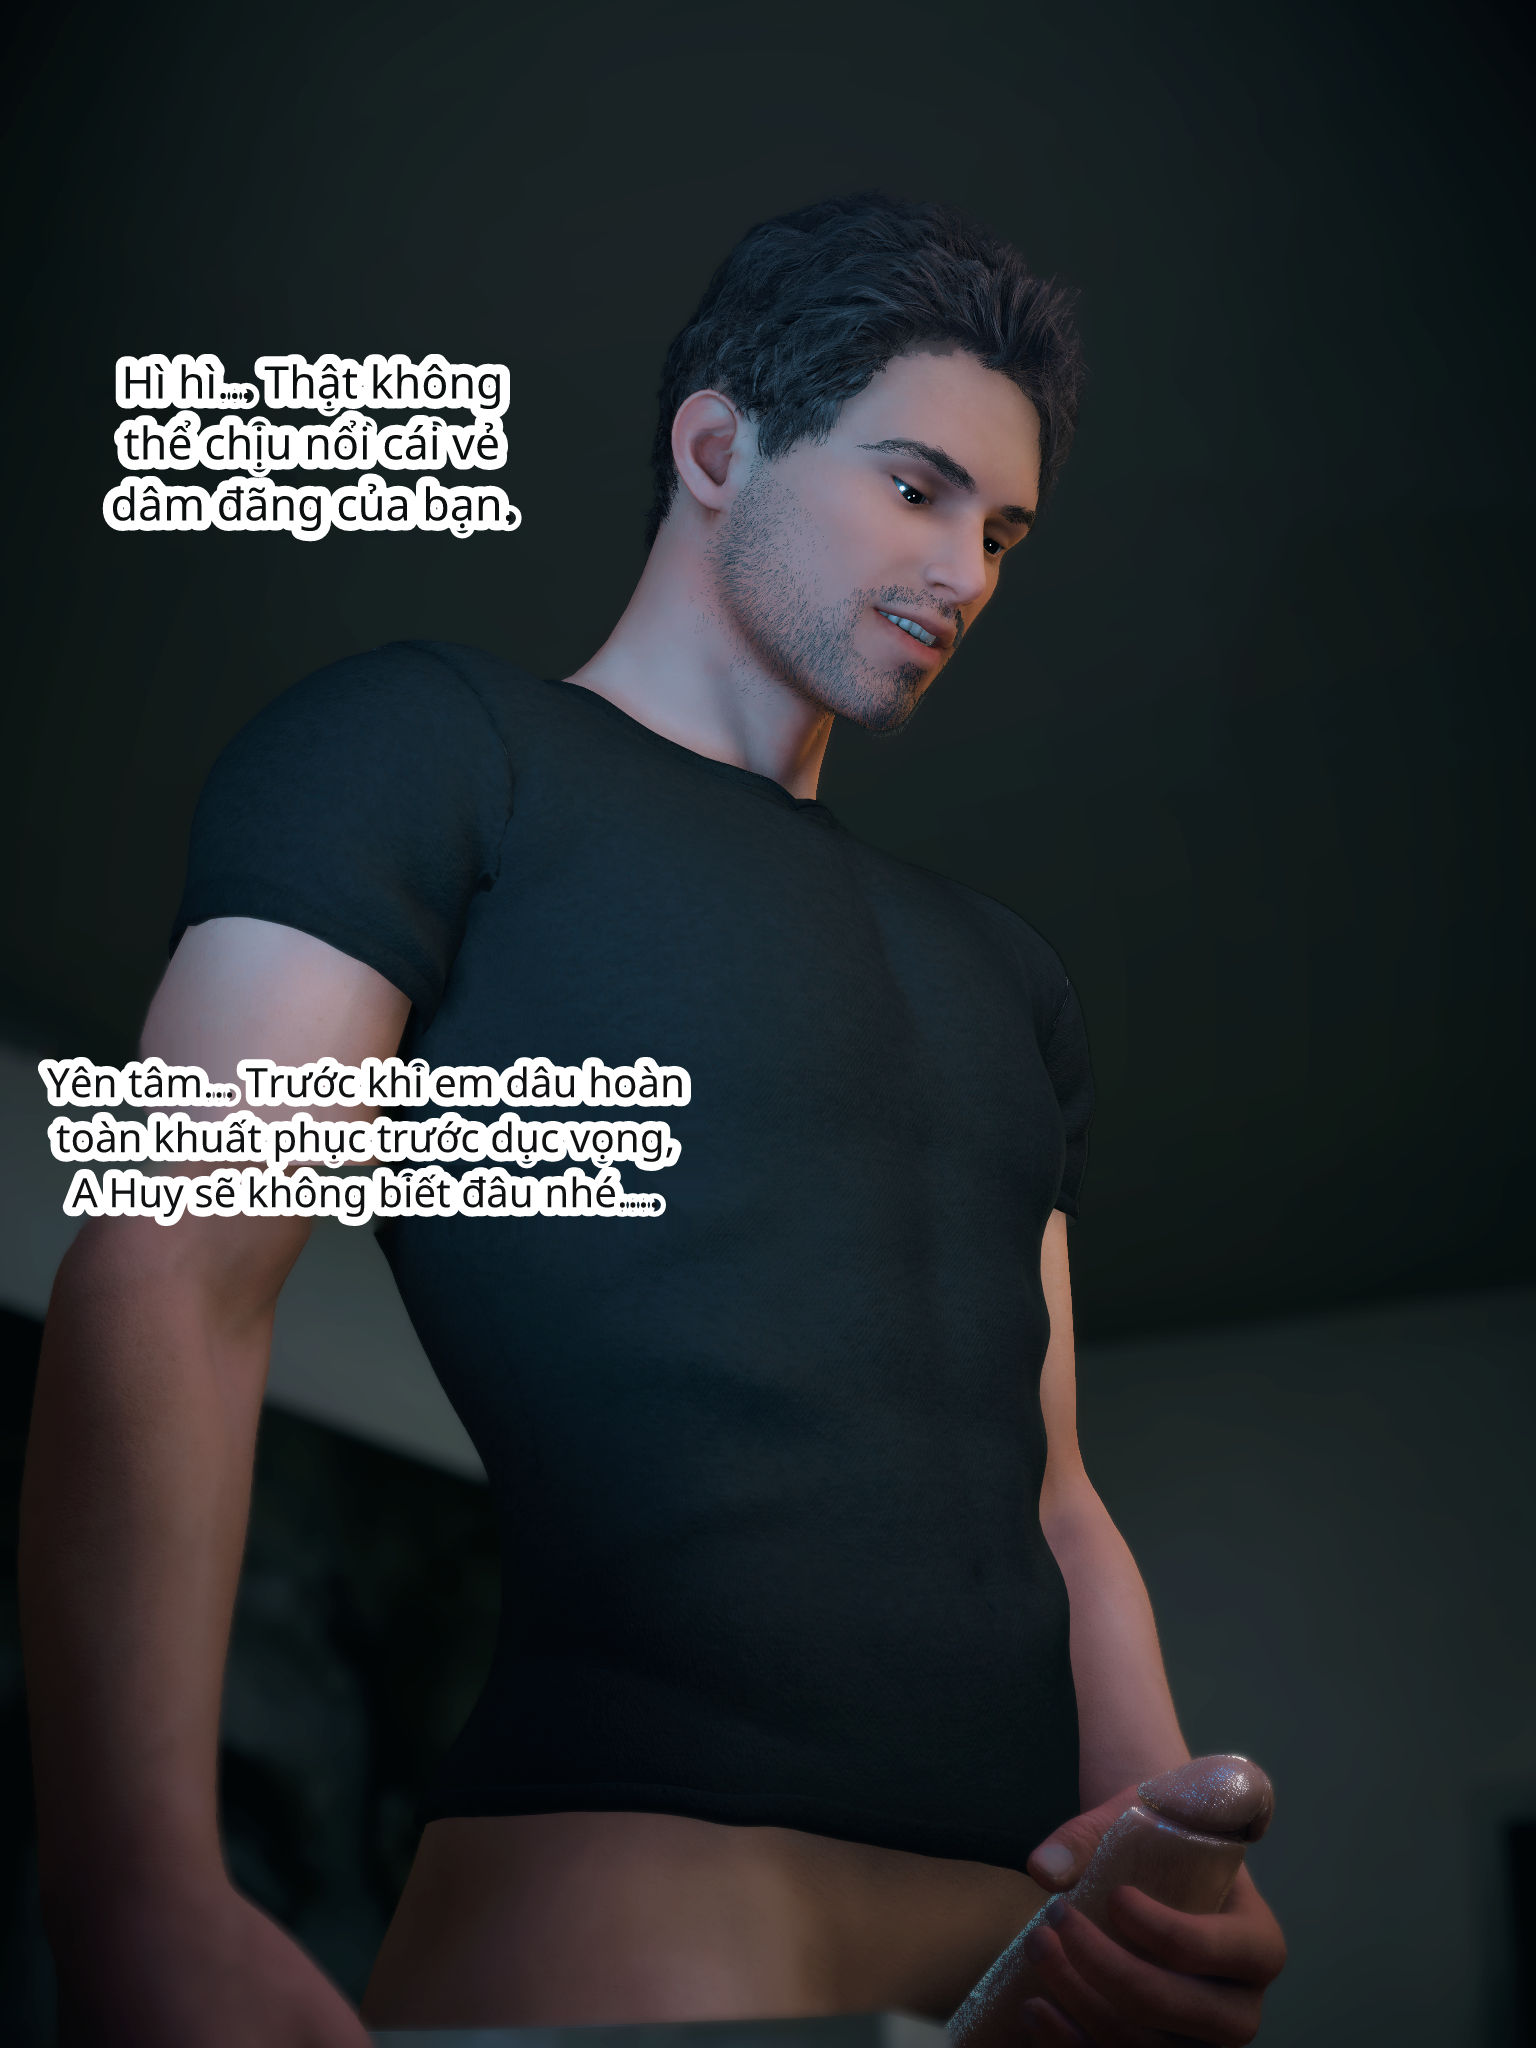 Hì hì.... Thật không
thể chịu nổi cái vẻ
dâm đãng của bạn.
Yên tâm... Trước khi em dâu hoàn
toàn khuất phục trước dục vọng,
A Huy sẽ không biết đâu nhé.....